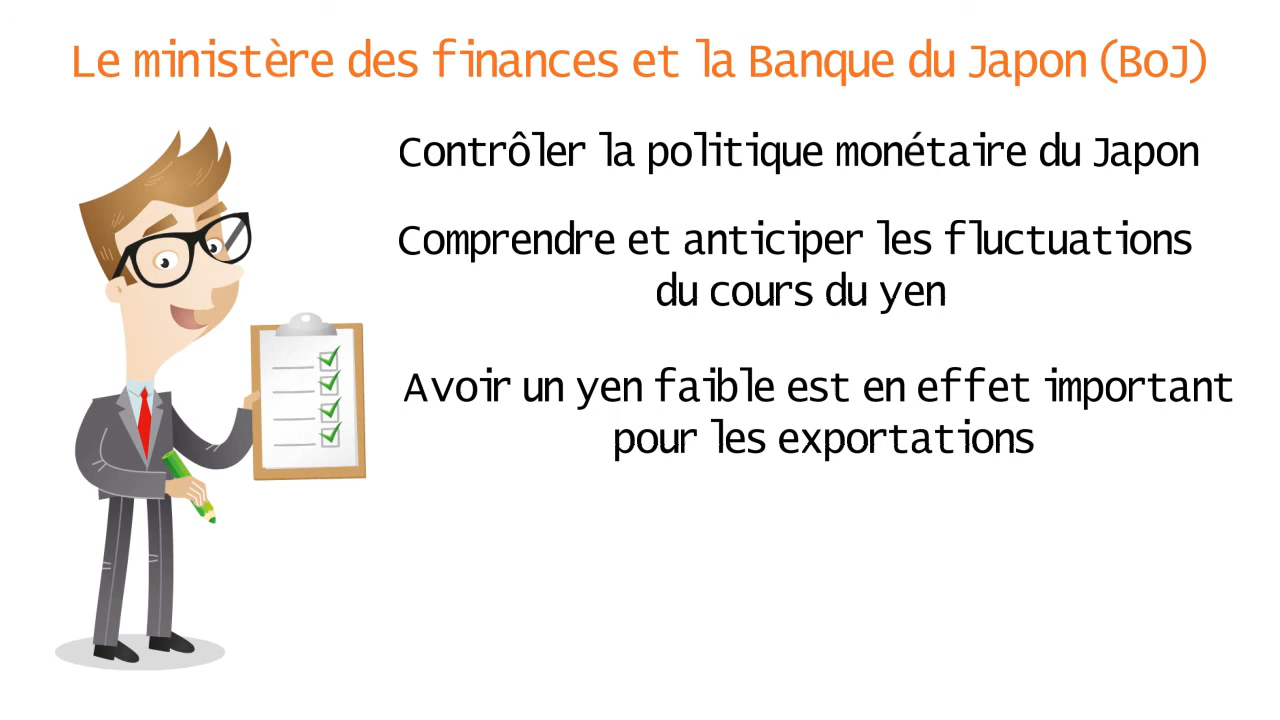 Le ministère des finances et la Banque du Japon (BoJ)
Contrôler la politique monétaire du Japon
Comprendre et anticiper les fluctuations
du cours du yen
Avoir un yen faible est en effet important
pour les exportations